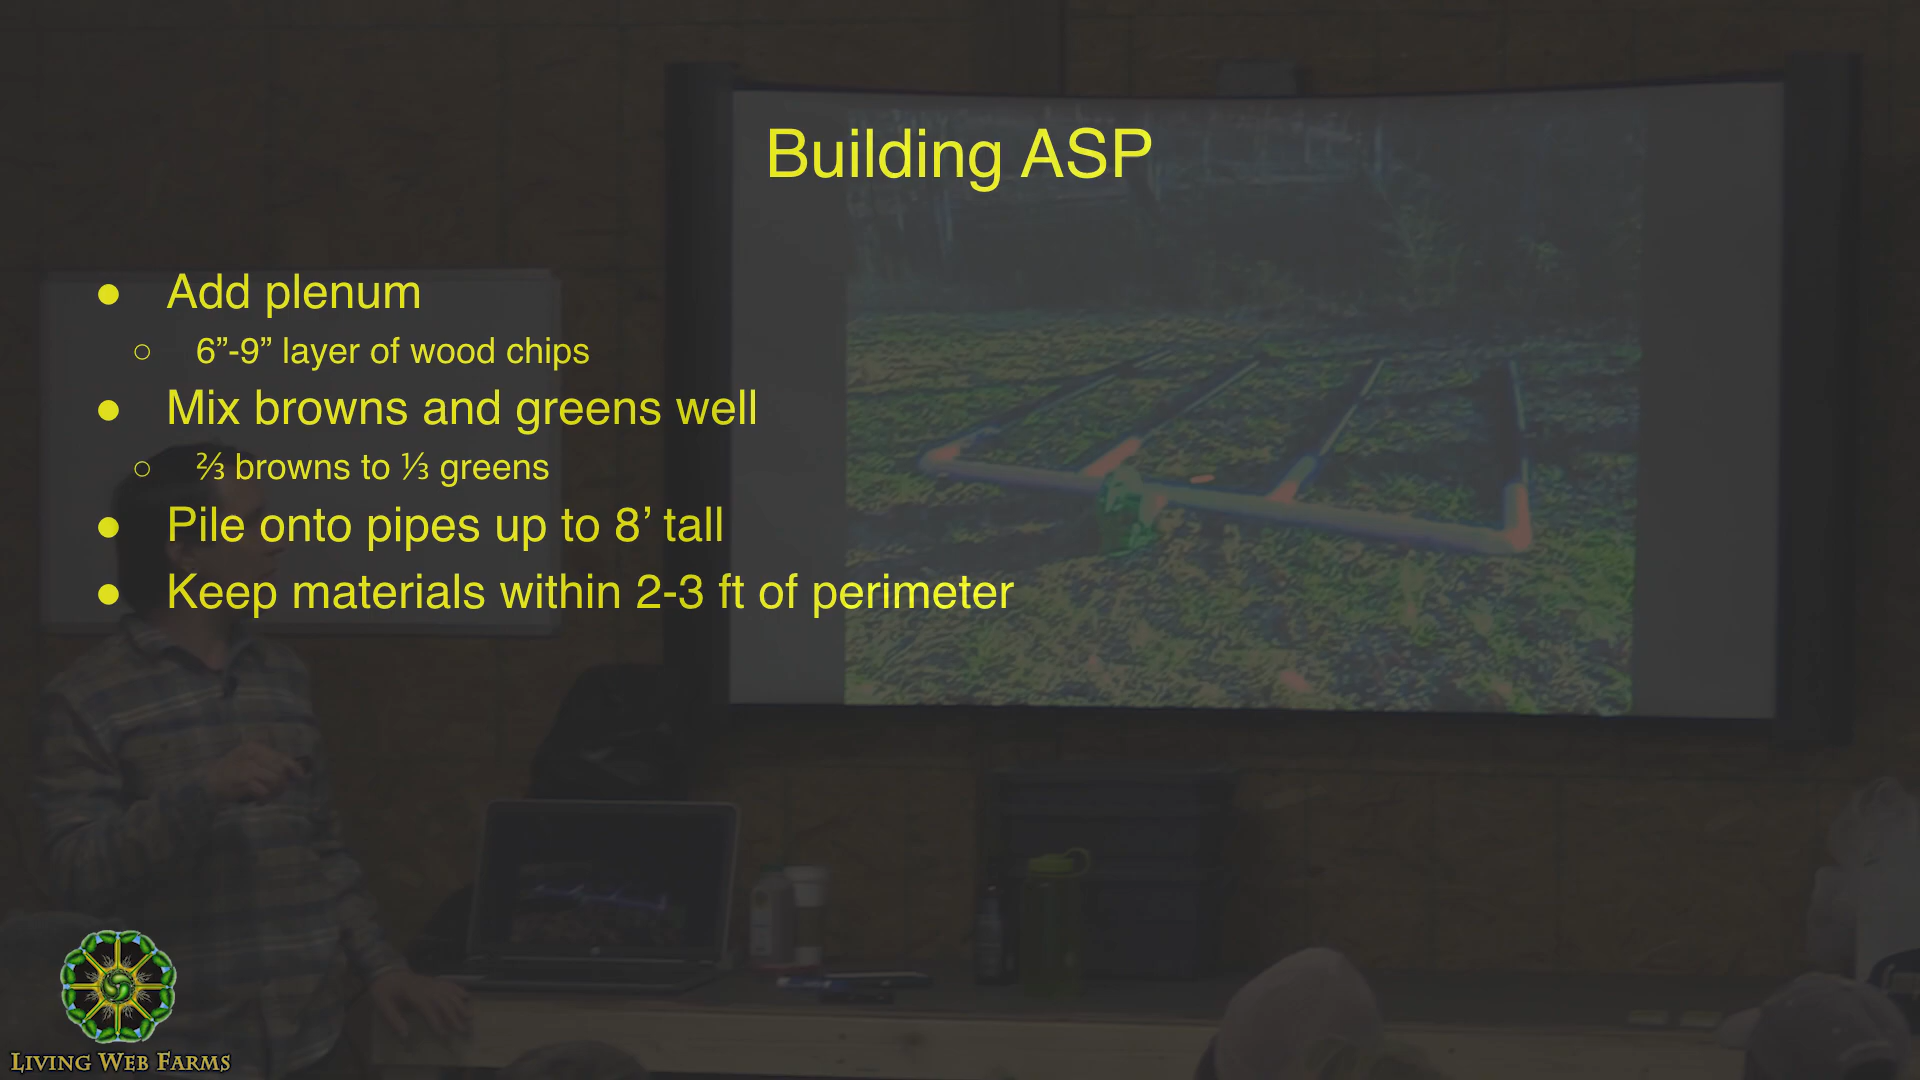 Building ASP
● Add plenum
○ 6”-9” layer of wood chips
● Mix browns and greens well
○ ⅔ browns to ⅓ greens
● Pile onto pipes up to 8’ tall
● Keep materials within 2-3 ft of perimeter
LIVING WEB FARMS